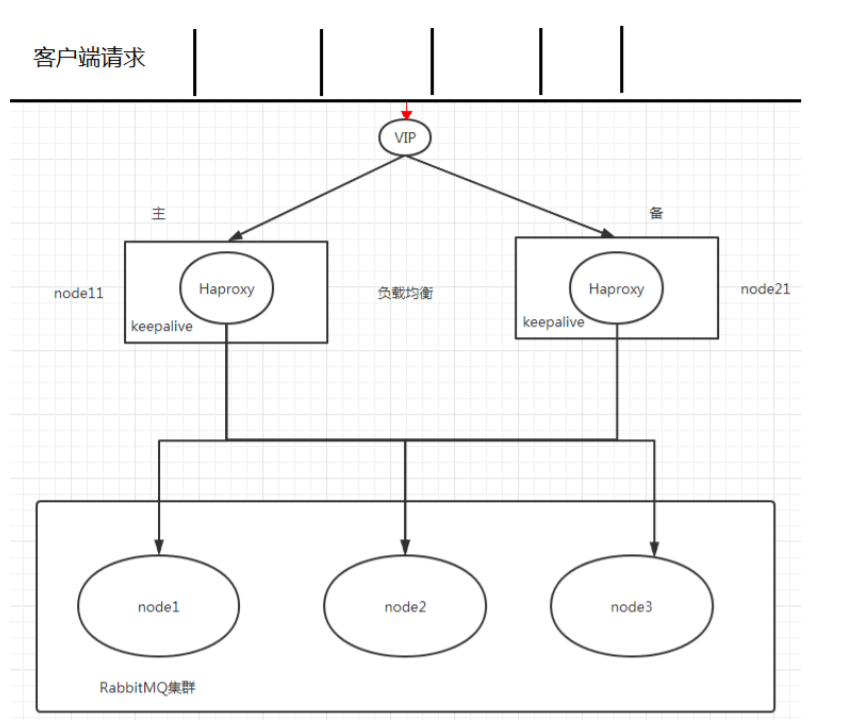 客户端请求
VIP
主
备
node11
Haproxy
keepalive
负载均衡
Haproxy
keepalive
node21
node1
node2
node3
RabbitMQ集群